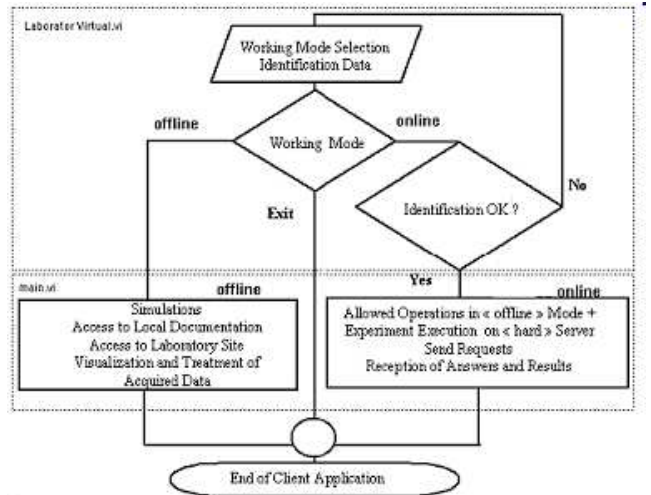 Laborator Virtual.vi
Working Mode Selection
Identification Data
offline
online
Working Mode
Identification OK ?
No
Exit
Yes
main.vi
offline
online
Simulations
Access to Local Documentation
Access to Laboratory Site
Visualization and Treatment of
Acquired Data
Allowed Operations in « offline » Mode +
Experiment Execution on « hard » Server
Send Requests
Reception of Answers and Results
End of Client Application